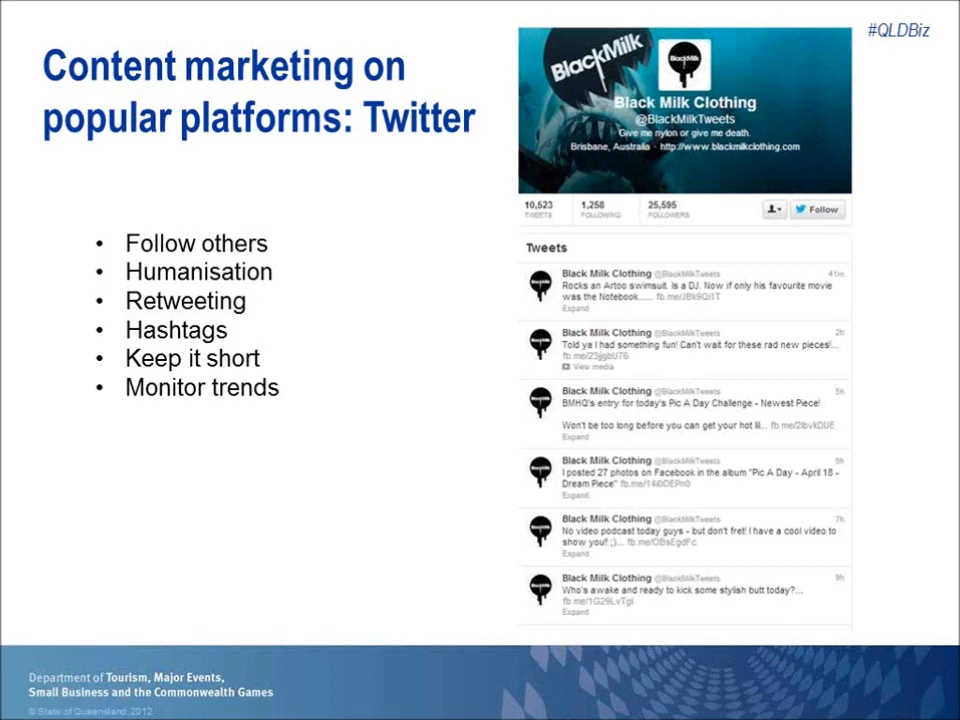 #QLDBiz
Content marketing on
popular platforms: Twitter
• Follow others
• Humanisation
• Retweeting
• Hashtags
• Keep it short
• Monitor trends
BlackMilk
BlackMilk
Black Milk Clothing
@BlackMilkTweets
Give me nylon or give me death.
Brisbane, Australia · http://www.blackmilkclothing.com
10,523 1,258 25,595
TWEETS FOLLOWING FOLLOWERS
Follow
Tweets
Black Milk Clothing @BlackMilkTweets 41m
Rocks an Artoo swimsuit. Is a DJ. Now if only his favourite movie
was the Notebook......
Expand
Black Milk Clothing @BlackMilkTweets 2h
Told ya I had something fun! Can't wait for these rad new pieces!...
fb.me/23jjgbU76
View media
Black Milk Clothing @BlackMilkTweets 5h
BMHQ's entry for today's Pic A Day Challenge - Newest Piece!
Won't be too long before you can get your hot lil...
Expand
Black Milk Clothing @BlackMilkTweets
I posted 27 photos on Facebook in the album "Pic A Day - April 18 -
Dream Piece"
Expand
Black Milk Clothing @BlackMilkTweets 7h
No video podcast today guys - but don't fret! I have a cool video to
show you!! ;)...
Expand
Black Milk Clothing @BlackMilkTweets 9h
Who's awake and ready to kick some stylish butt today?...
Expand
Department of Tourism, Major Events,
Small Business and the Commonwealth Games
© State of Queensland, 2012